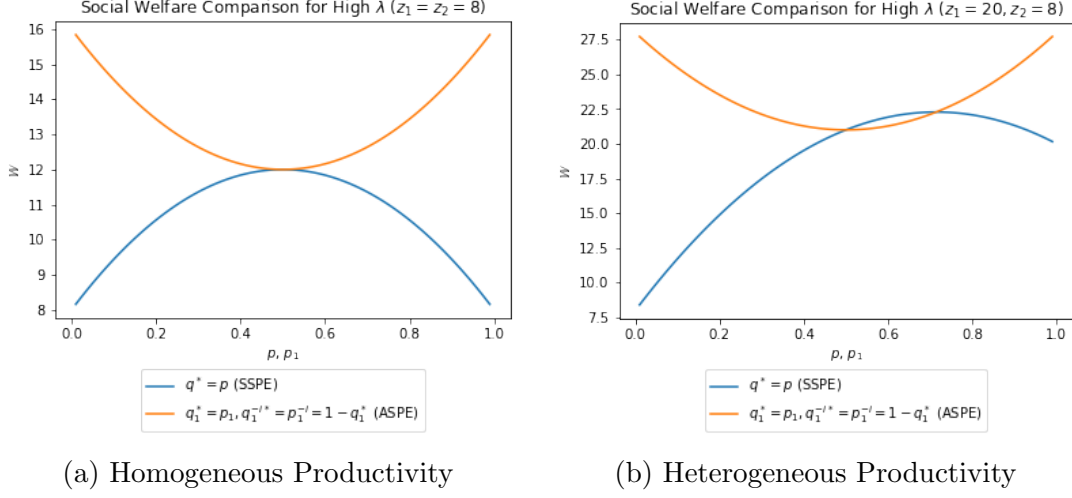 Social Welfare Comparison for High λ (z₁ = z₂ = 8)
16
15
14
13
12
11
10
9
8
W
0.0 0.2 0.4 0.6 0.8 1.0
p, p₁
q* = p (SSPE)
q₁* = p₁, q₁⁻ⁱ* = p₁⁻ⁱ = 1 − q₁* (ASPE)
(a) Homogeneous Productivity
Social Welfare Comparison for High λ (z₁ = 20, z₂ = 8)
27.5
25.0
22.5
20.0
17.5
15.0
12.5
10.0
7.5
W
0.0 0.2 0.4 0.6 0.8 1.0
p, p₁
q* = p (SSPE)
q₁* = p₁, q₁⁻ⁱ* = p₁⁻ⁱ = 1 − q₁* (ASPE)
(b) Heterogeneous Productivity